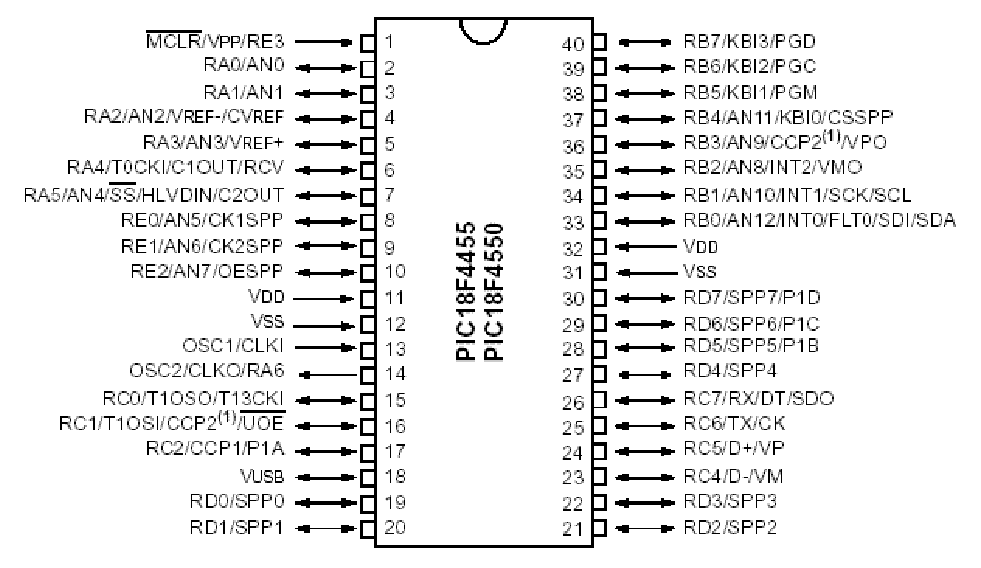 MCLR/VPP/RE3 1
RA0/AN0 2
RA1/AN1 3
RA2/AN2/VREF-/CVREF 4
RA3/AN3/VREF+ 5
RA4/T0CKI/C1OUT/RCV 6
RA5/AN4/SS/HLVDIN/C2OUT 7
RE0/AN5/CK1SPP 8
RE1/AN6/CK2SPP 9
RE2/AN7/OESPP 10
VDD 11
VSS 12
OSC1/CLKI 13
OSC2/CLKO/RA6 14
RC0/T1OSO/T13CKI 15
RC1/T1OSI/CCP2(1)/UOE 16
RC2/CCP1/P1A 17
VUSB 18
RD0/SPP0 19
RD1/SPP1 20
PIC18F4455
PIC18F4550
40 RB7/KBI3/PGD
39 RB6/KBI2/PGC
38 RB5/KBI1/PGM
37 RB4/AN11/KBI0/CSSPP
36 RB3/AN9/CCP2(1)/VPO
35 RB2/AN8/INT2/VMO
34 RB1/AN10/INT1/SCK/SCL
33 RB0/AN12/INT0/FLT0/SDI/SDA
32 VDD
31 VSS
30 RD7/SPP7/P1D
29 RD6/SPP6/P1C
28 RD5/SPP5/P1B
27 RD4/SPP4
26 RC7/RX/DT/SDO
25 RC6/TX/CK
24 RC5/D+/VP
23 RC4/D-/VM
22 RD3/SPP3
21 RD2/SPP2